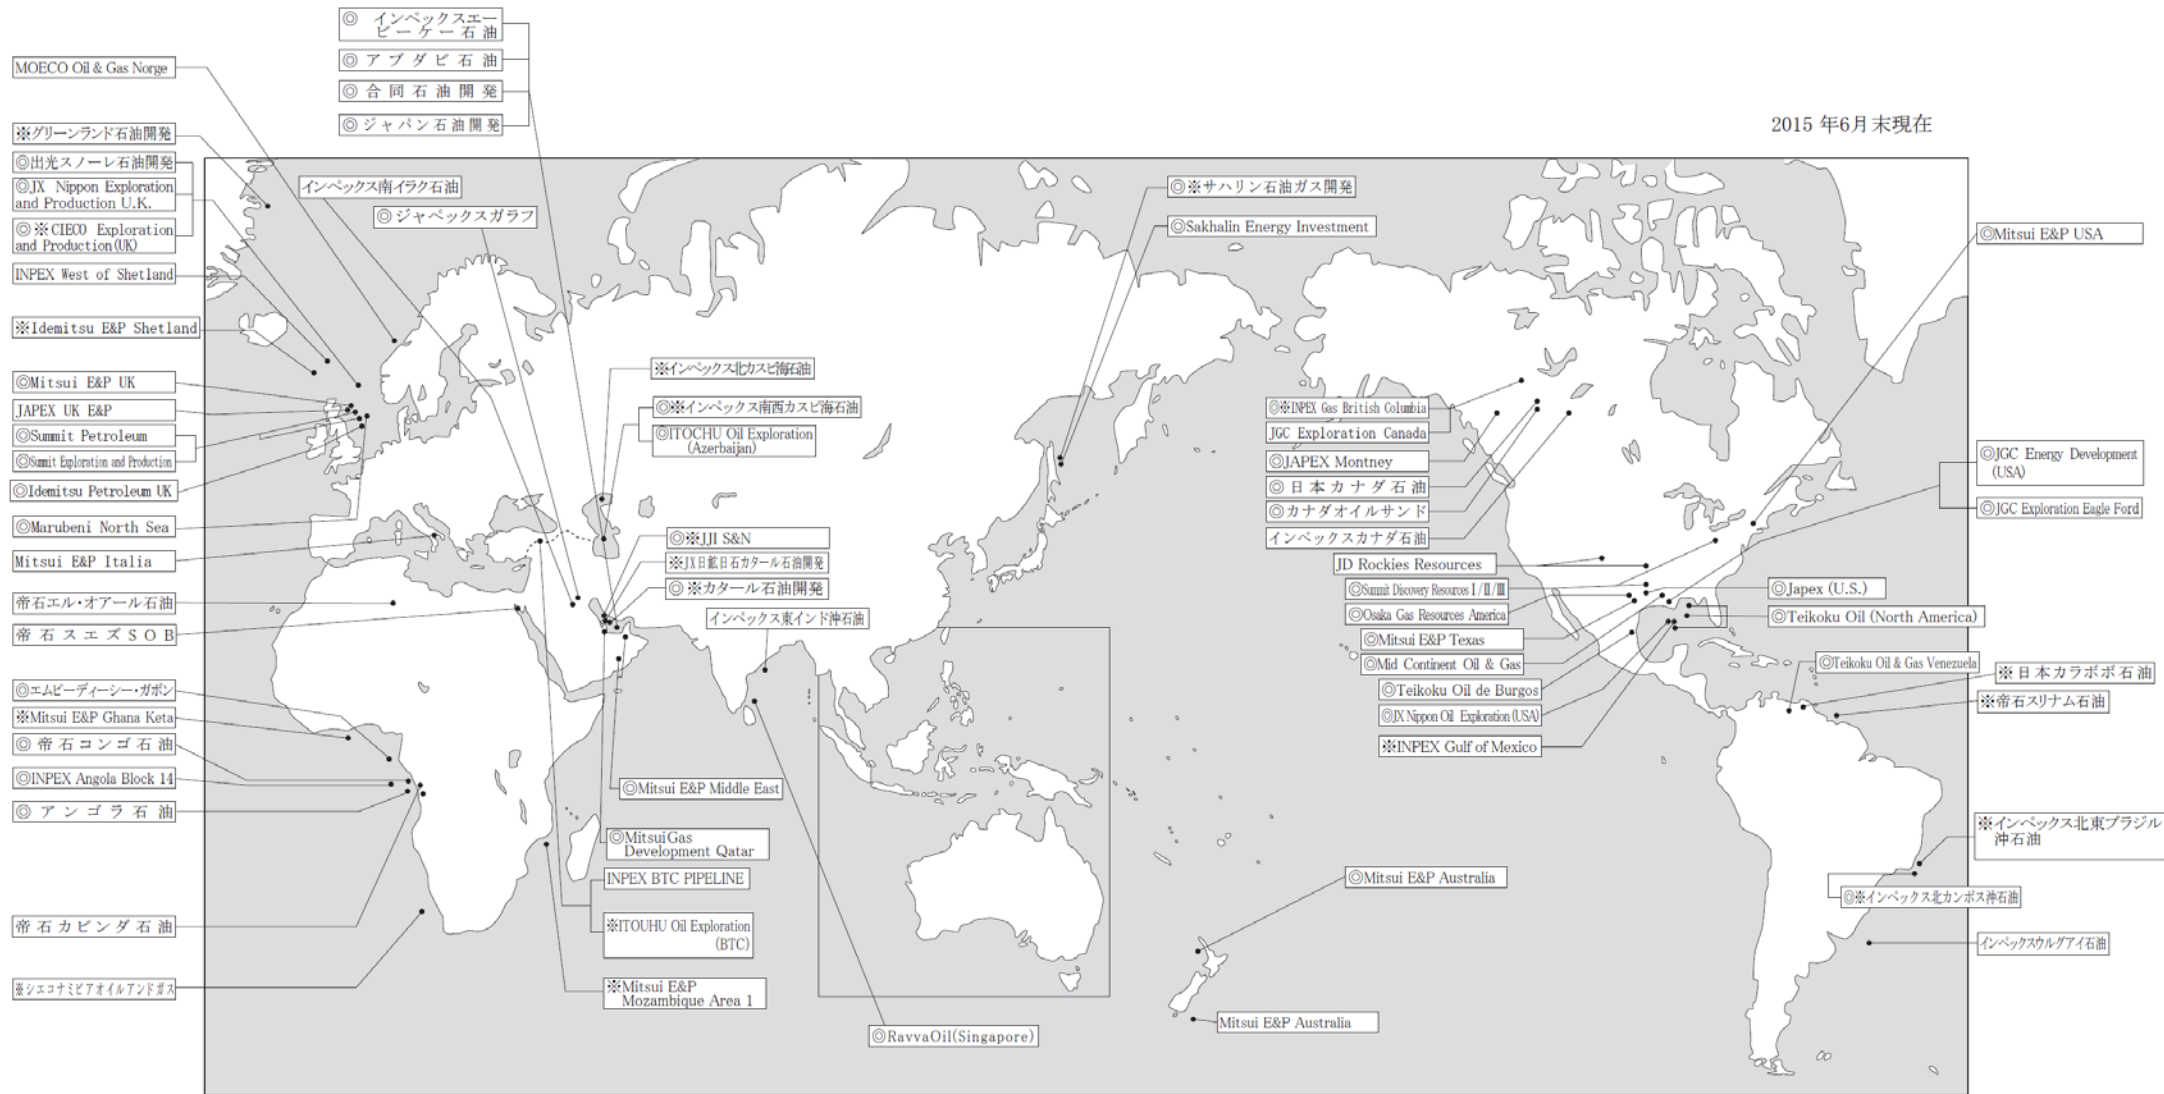 ◎ インペックスエー
ピーケー石油
◎ アブダビ石油
◎ 合同石油開発
◎ ジャパン石油開発
2015 年6月末現在
MOECO Oil & Gas Norge
※グリーンランド石油開発
◎出光スノーレ石油開発
◎JX Nippon Exploration
and Production U.K.
◎※CIECO Exploration
and Production(UK)
INPEX West of Shetland
※Idemitsu E&P Shetland
◎Mitsui E&P UK
JAPEX UK E&P
◎Summit Petroleum
◎Summit Exploration and Production
◎Idemitsu Petroleum UK
◎Marubeni North Sea
Mitsui E&P Italia
帝石エル・オアール石油
帝石スエズSOB
◎エムピーディーシー・ガボン
※Mitsui E&P Ghana Keta
◎帝石コンゴ石油
◎INPEX Angola Block 14
◎アンゴラ石油
帝石カビンダ石油
※シエコナミビアオイルアンドガス
インペックス南イラク石油
◎ジャペックスガラフ
※インペックス北カスピ海石油
◎※インペックス南西カスピ海石油
◎ITOCHU Oil Exploration
(Azerbaijan)
◎※JJI S&N
※JX日鉱日石カタール石油開発
◎※カタール石油開発
インペックス東インド沖石油
◎Mitsui E&P Middle East
◎MitsuiGas
Development Qatar
INPEX BTC PIPELINE
※ITOUHU Oil Exploration
(BTC)
※Mitsui E&P
Mozambique Area 1
◎RavvaOil(Singapore)
◎※サハリン石油ガス開発
◎Sakhalin Energy Investment
◎※INPEX Gas British Columbia
JGC Exploration Canada
◎JAPEX Montney
◎日本カナダ石油
◎カナダオイルサンド
インペックスカナダ石油
JD Rockies Resources
◎Summit Discovery Resources Ⅰ/Ⅱ/Ⅲ
◎Osaka Gas Resources America
◎Mitsui E&P Texas
◎Mid Continent Oil & Gas
◎Teikoku Oil de Burgos
◎JX Nippon Oil Exploration (USA)
※INPEX Gulf of Mexico
◎Mitsui E&P Australia
Mitsui E&P Australia
◎Mitsui E&P USA
◎JGC Energy Development
(USA)
◎JGC Exploration Eagle Ford
◎Japex (U.S.)
◎Teikoku Oil (North America)
◎Teikoku Oil & Gas Venezuela
※日本カラボボ石油
※帝石スリナム石油
※インペックス北東ブラジル
沖石油
◎※インペックス北カンポス沖石油
インペックスウルグアイ石油